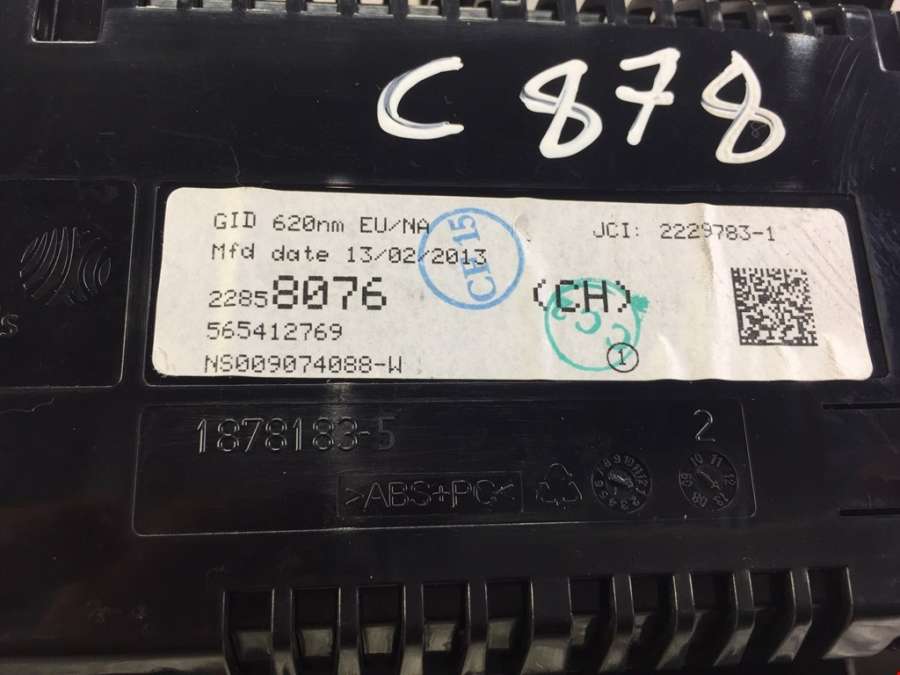 C 878
GID 620nm EU/NA
JCI: 2229783-1
Mfd date 13/02/2013
CH 15
22858076
(CH)
565412769
1
NS009074088-W
1878183-5
2
>ABS+PC<